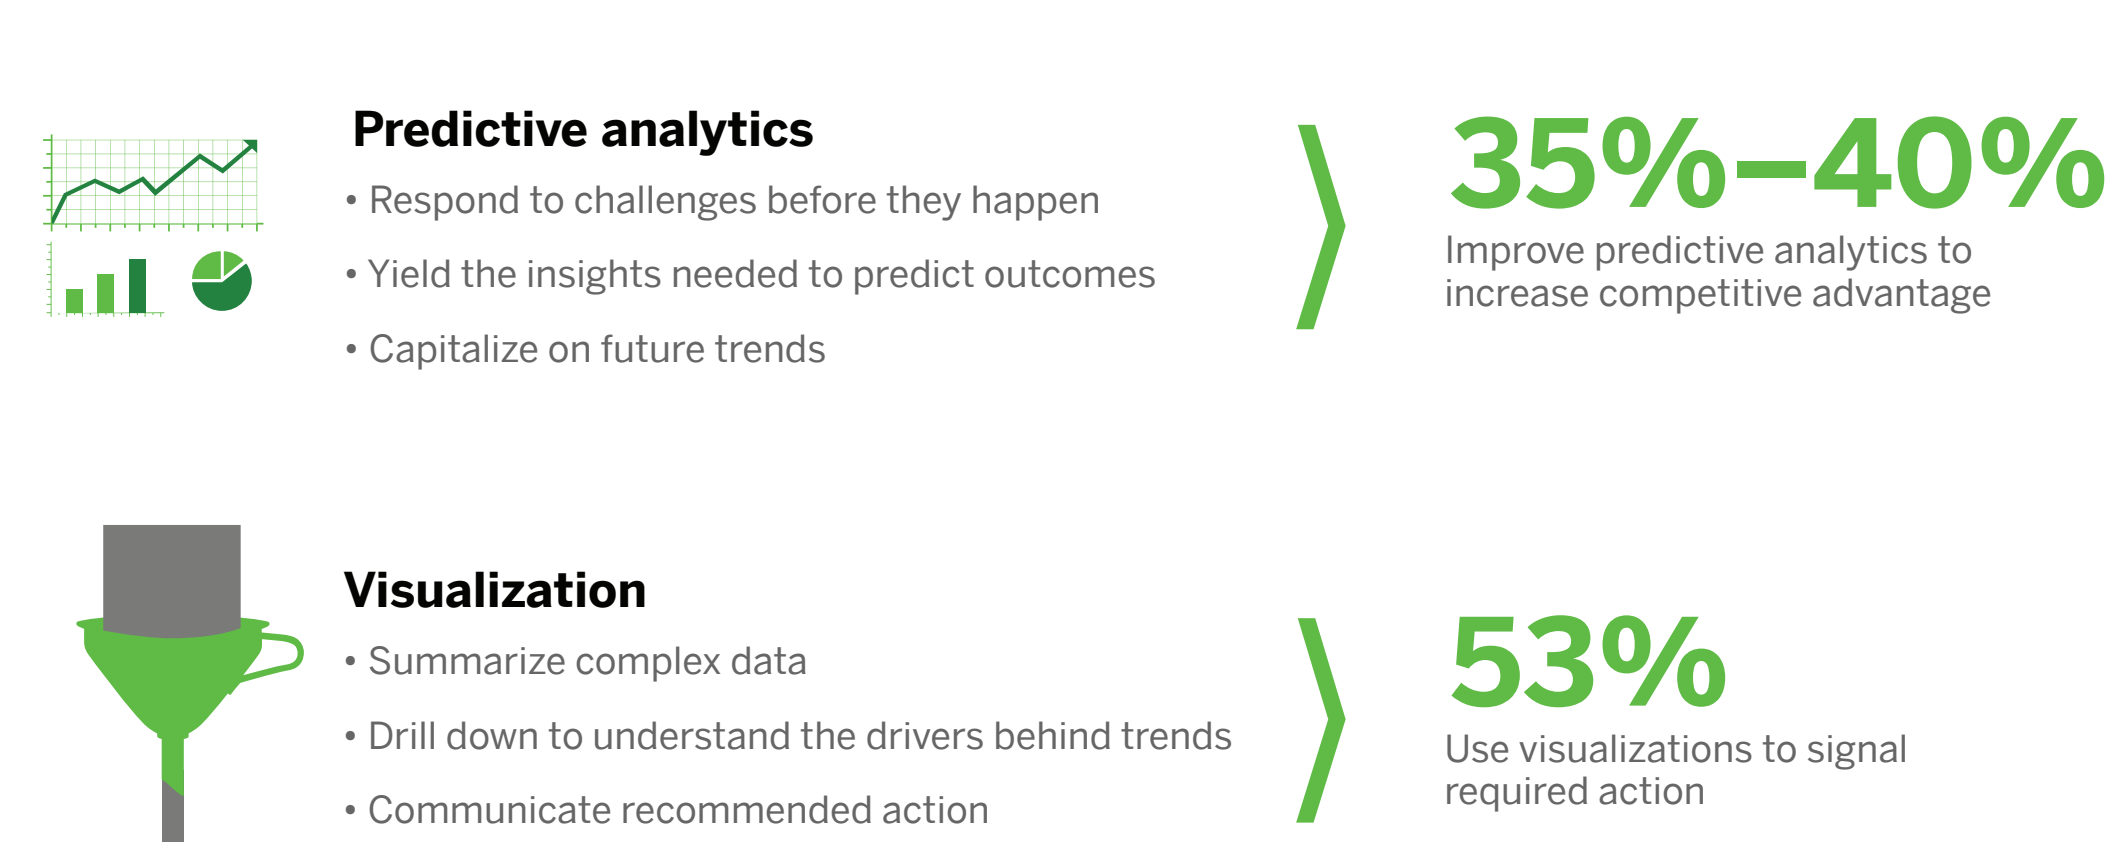 Predictive analytics
• Respond to challenges before they happen
• Yield the insights needed to predict outcomes
• Capitalize on future trends
35%–40%
Improve predictive analytics to
increase competitive advantage
Visualization
• Summarize complex data
• Drill down to understand the drivers behind trends
• Communicate recommended action
53%
Use visualizations to signal
required action